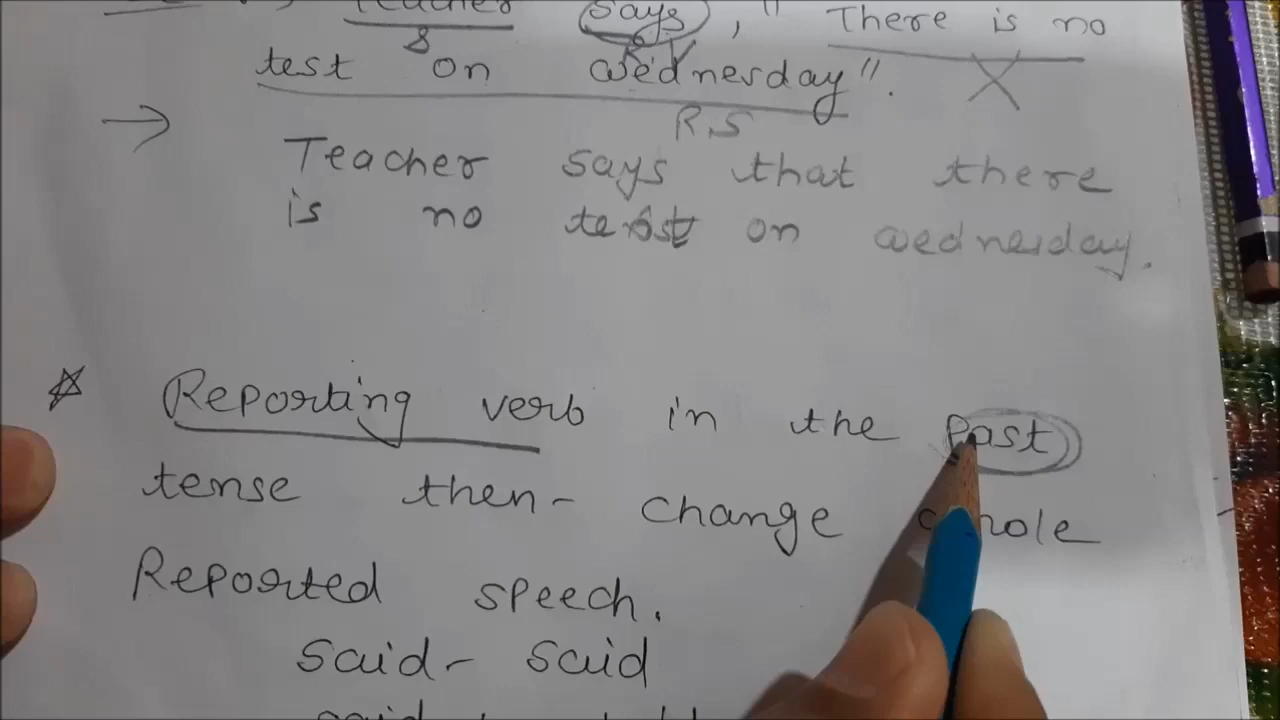 Teacher says, "There is no
test on wednesday".
R.S
Teacher says that there
is no test on wednesday.
Reporting verb in the Past
tense then- change whole
Reported speech.
said - said